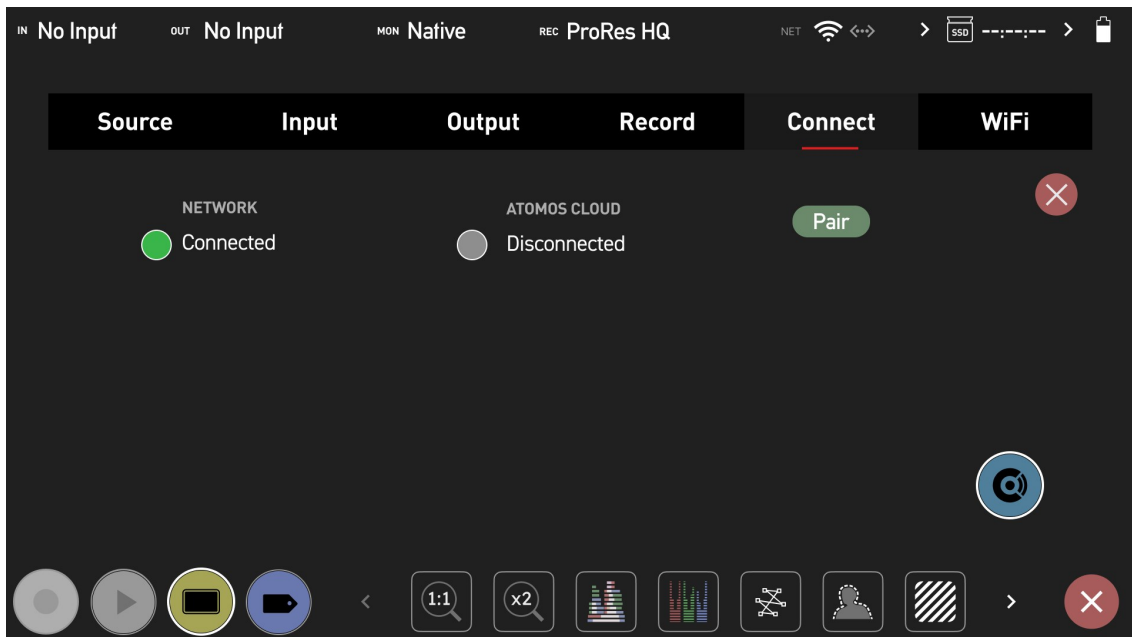 IN No Input OUT No Input MON Native REC ProRes HQ NET SSD --:--:--
Source Input Output Record Connect WiFi
NETWORK ATOMOS CLOUD
Connected Disconnected Pair
1:1 x2